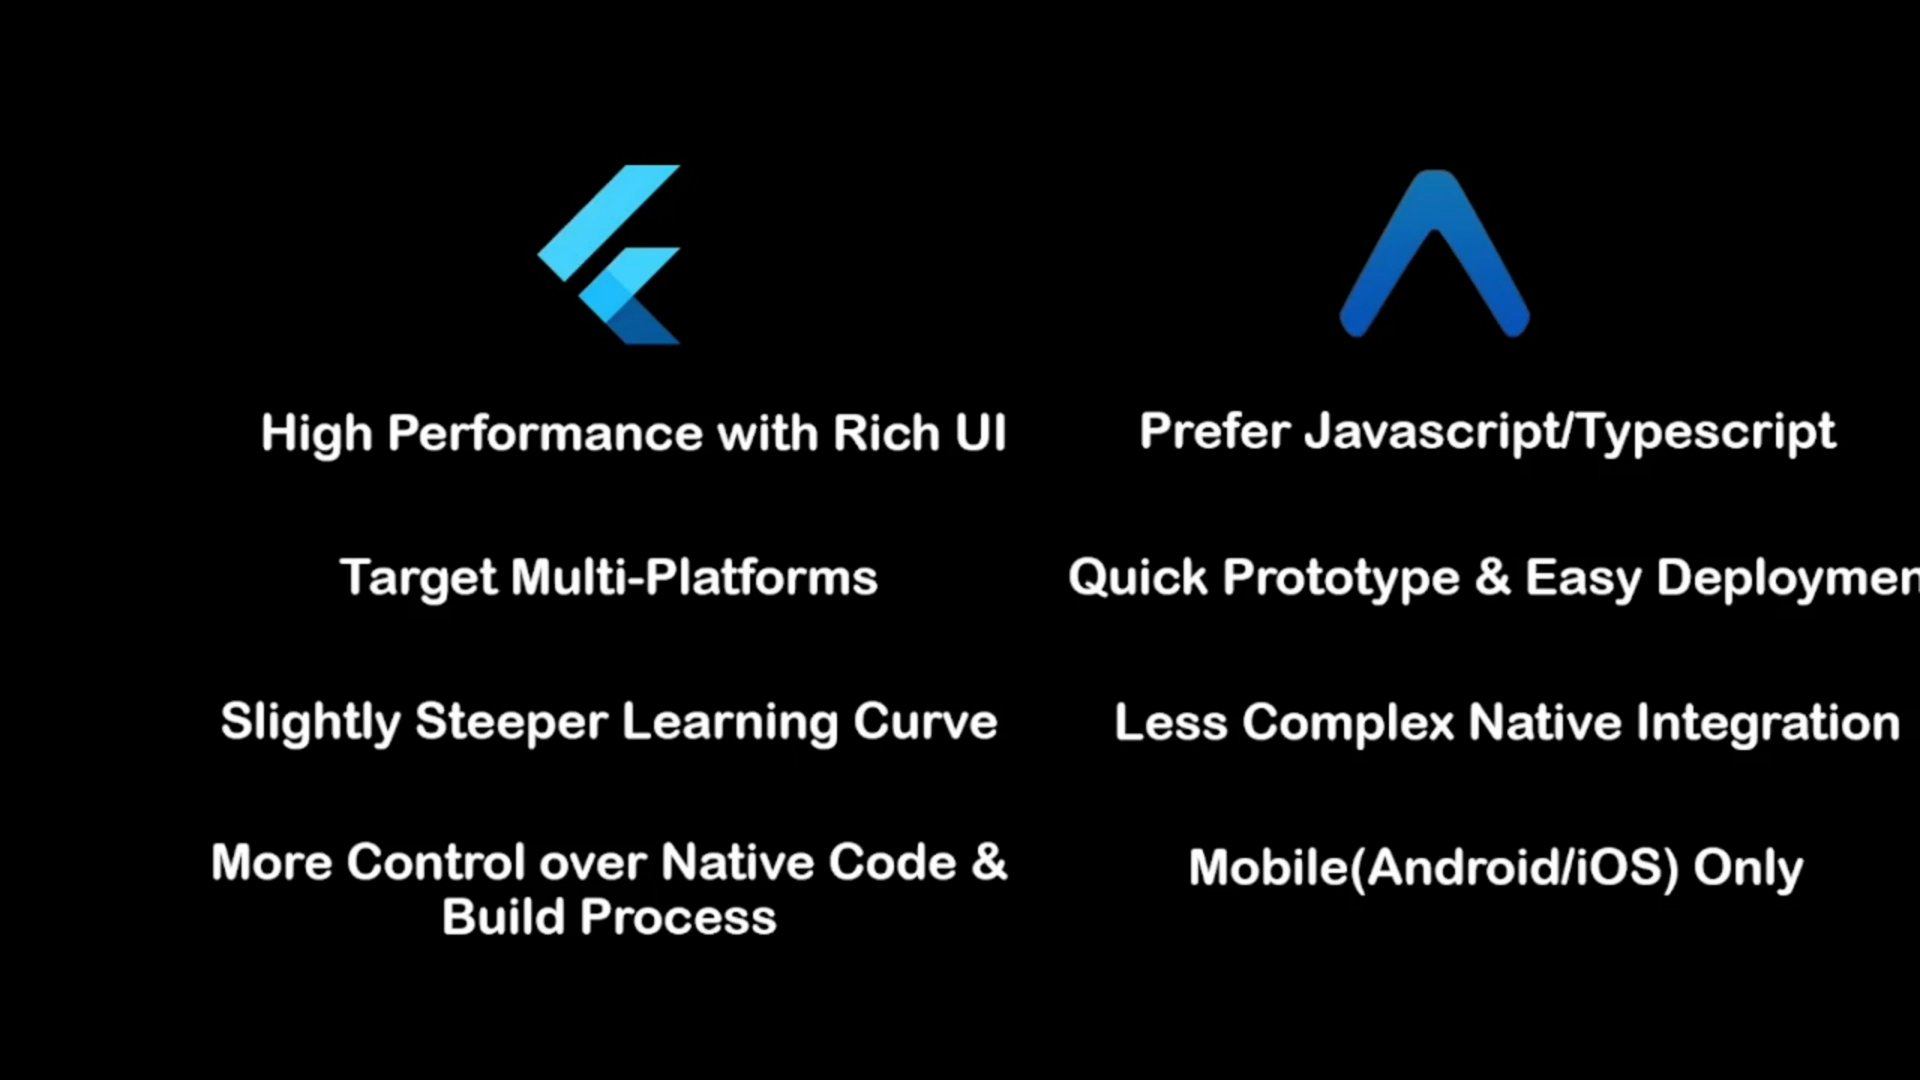 High Performance with Rich UI
Target Multi-Platforms
Slightly Steeper Learning Curve
More Control over Native Code &
Build Process
Prefer Javascript/Typescript
Quick Prototype & Easy Deploymen
Less Complex Native Integration
Mobile(Android/iOS) Only